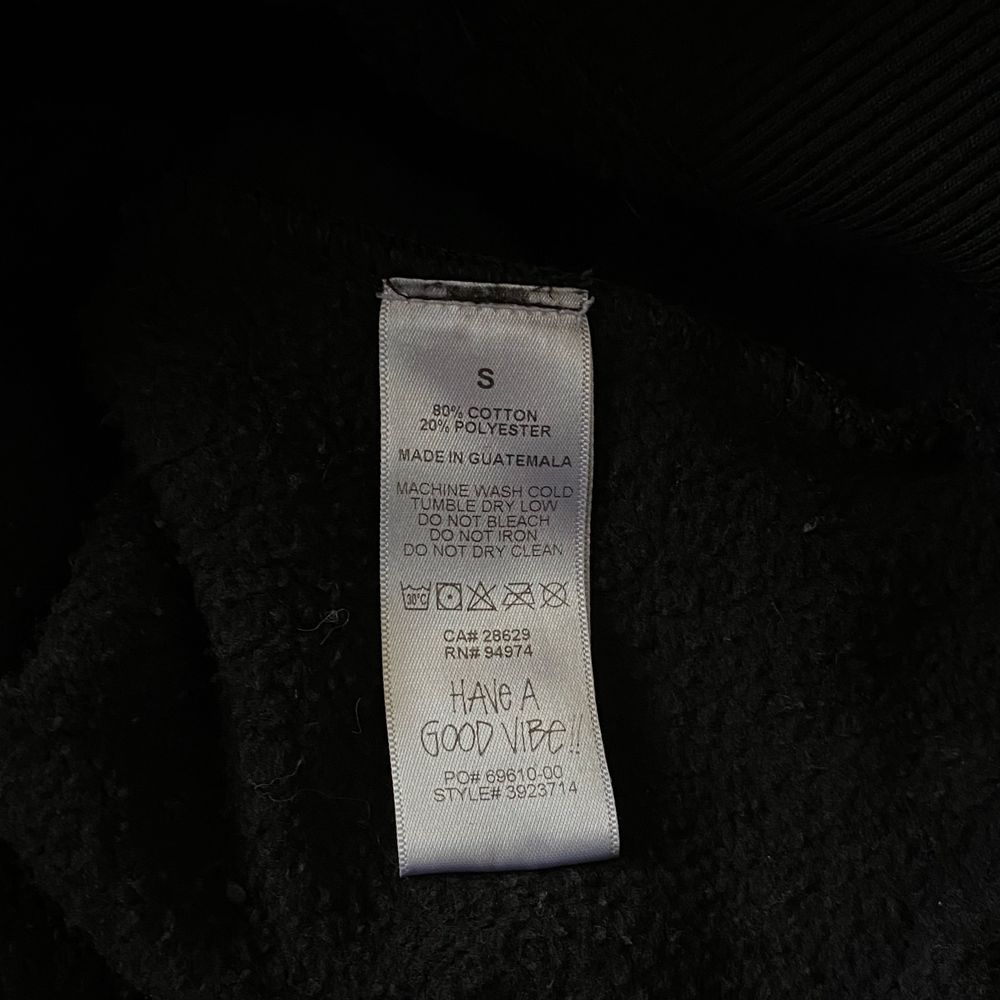 S
80% COTTON
20% POLYESTER
MADE IN GUATEMALA
MACHINE WASH COLD
TUMBLE DRY LOW
DO NOT BLEACH
DO NOT IRON
DO NOT DRY CLEAN
30°C
CA# 28629
RN# 94974
HAVE A
GOOD VIBE!!
PO# 69610-00
STYLE# 3923714